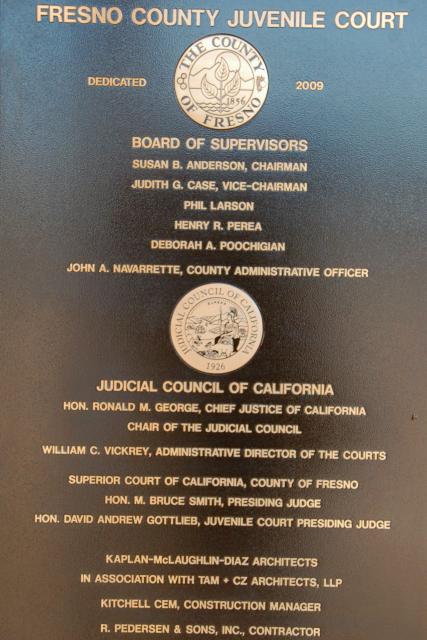 FRESNO COUNTY JUVENILE COURT
THE COUNTY OF FRESNO
1856
DEDICATED 2009
BOARD OF SUPERVISORS
SUSAN B. ANDERSON, CHAIRMAN
JUDITH G. CASE, VICE-CHAIRMAN
PHIL LARSON
HENRY R. PEREA
DEBORAH A. POOCHIGIAN
JOHN A. NAVARRETTE, COUNTY ADMINISTRATIVE OFFICER
JUDICIAL COUNCIL OF CALIFORNIA
1926
JUDICIAL COUNCIL OF CALIFORNIA
HON. RONALD M. GEORGE, CHIEF JUSTICE OF CALIFORNIA
CHAIR OF THE JUDICIAL COUNCIL
WILLIAM C. VICKREY, ADMINISTRATIVE DIRECTOR OF THE COURTS
SUPERIOR COURT OF CALIFORNIA, COUNTY OF FRESNO
HON. M. BRUCE SMITH, PRESIDING JUDGE
HON. DAVID ANDREW GOTTLIEB, JUVENILE COURT PRESIDING JUDGE
KAPLAN-McLAUGHLIN-DIAZ ARCHITECTS
IN ASSOCIATION WITH TAM + CZ ARCHITECTS, LLP
KITCHELL CEM, CONSTRUCTION MANAGER
R. PEDERSEN & SONS, INC., CONTRACTOR